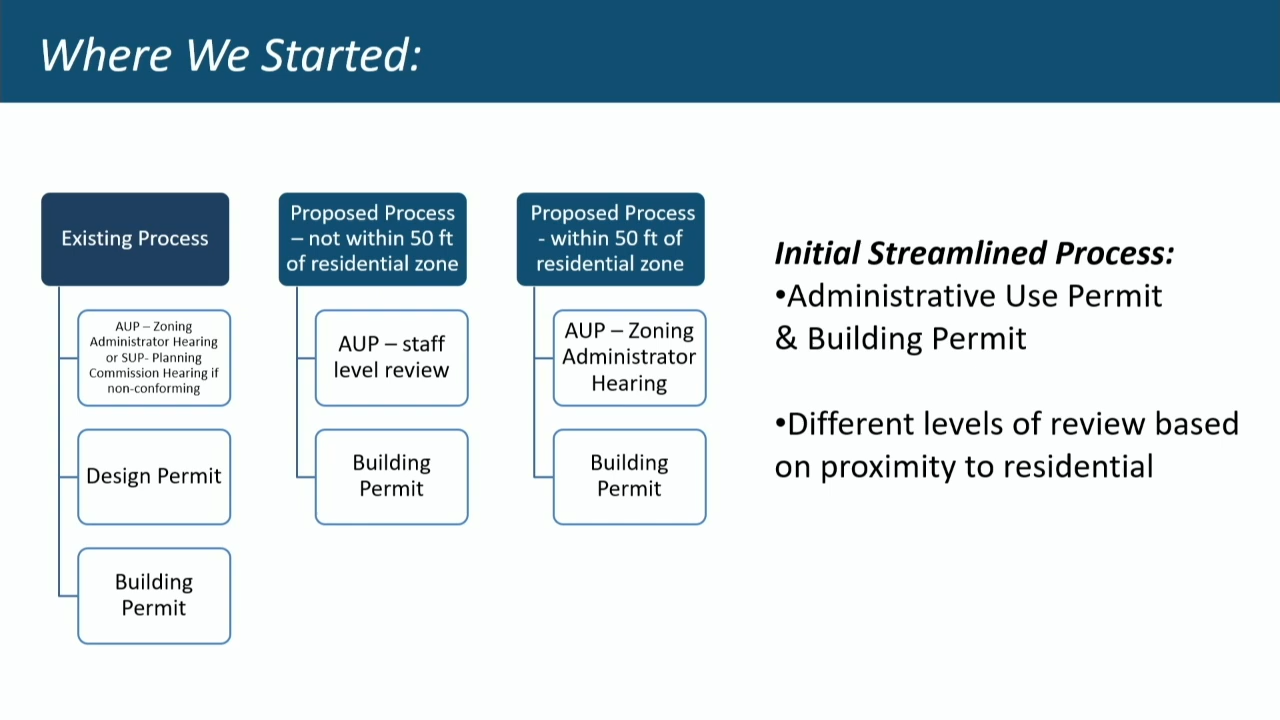 Where We Started:
Existing Process
AUP – Zoning
Administrator Hearing
or SUP- Planning
Commission Hearing if
non-conforming
Design Permit
Building
Permit
Proposed Process
– not within 50 ft
of residential zone
AUP – staff
level review
Building
Permit
Proposed Process
- within 50 ft of
residential zone
AUP – Zoning
Administrator
Hearing
Building
Permit
Initial Streamlined Process:
•Administrative Use Permit
& Building Permit
•Different levels of review based
on proximity to residential